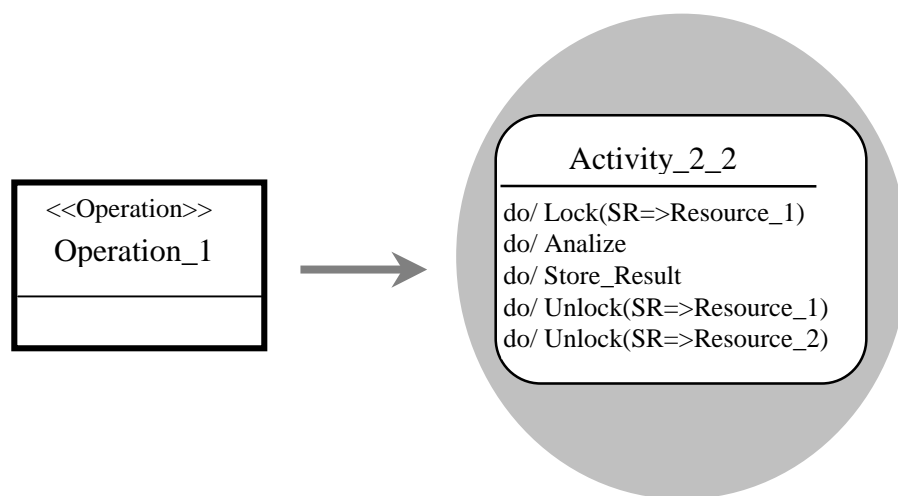 <<Operation>>
Operation_1
Activity_2_2
do/ Lock(SR=>Resource_1)
do/ Analize
do/ Store_Result
do/ Unlock(SR=>Resource_1)
do/ Unlock(SR=>Resource_2)